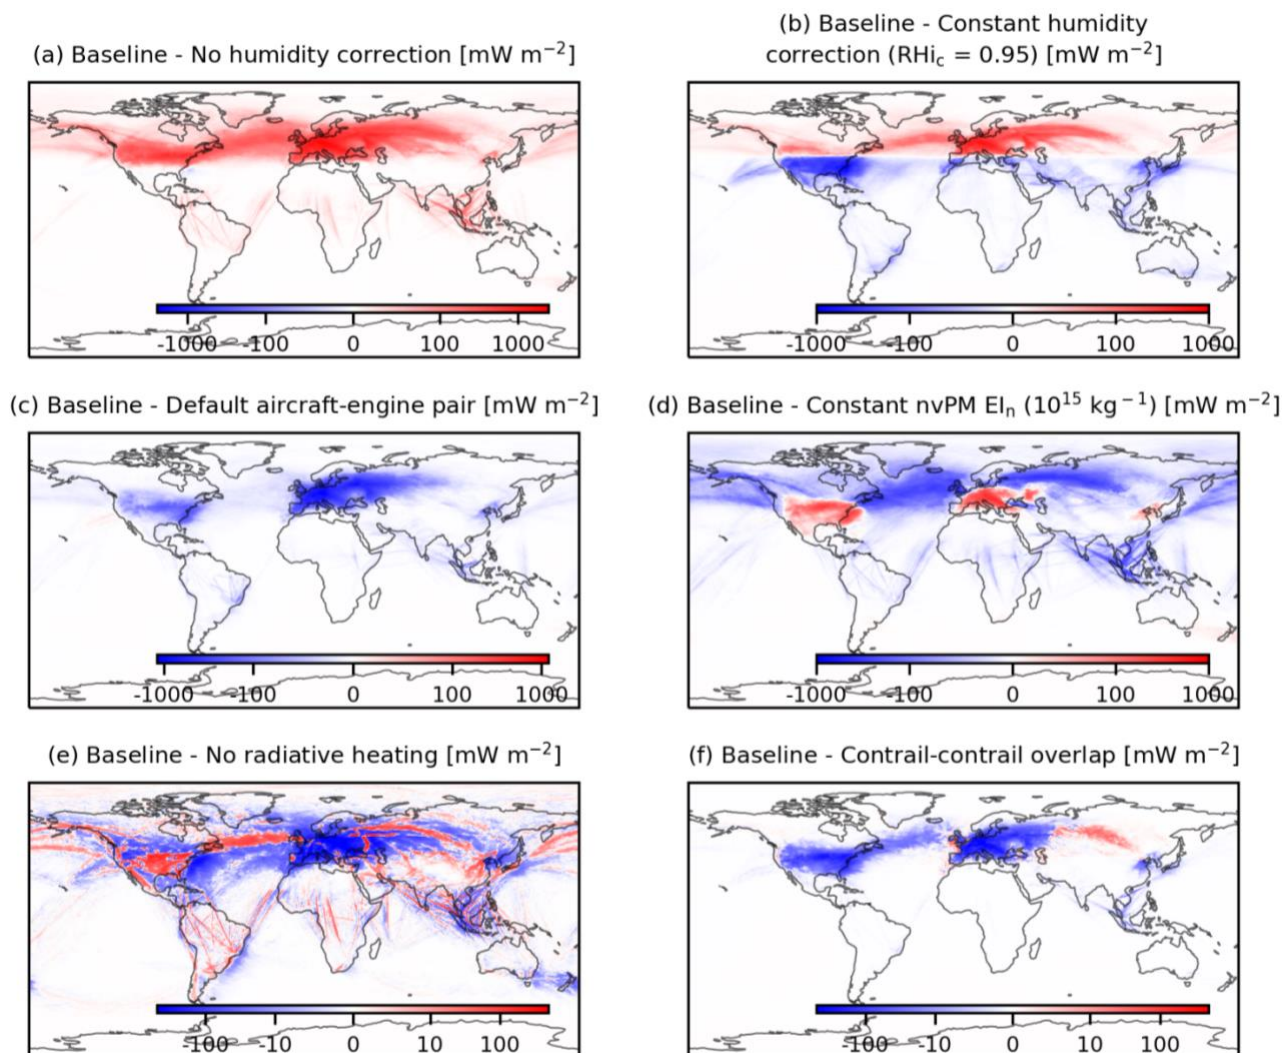 (b) Baseline - Constant humidity
(a) Baseline - No humidity correction [mW m⁻²]
correction (RHi_c = 0.95) [mW m⁻²]
-1000 -100 0 100 1000
-1000 -100 0 100 1000
(c) Baseline - Default aircraft-engine pair [mW m⁻²]
(d) Baseline - Constant nvPM EI_n (10¹⁵ kg⁻¹) [mW m⁻²]
-1000 -100 0 100 1000
-1000 -100 0 100 1000
(e) Baseline - No radiative heating [mW m⁻²]
(f) Baseline - Contrail-contrail overlap [mW m⁻²]
-100 -10 0 10 100
-100 -10 0 10 100